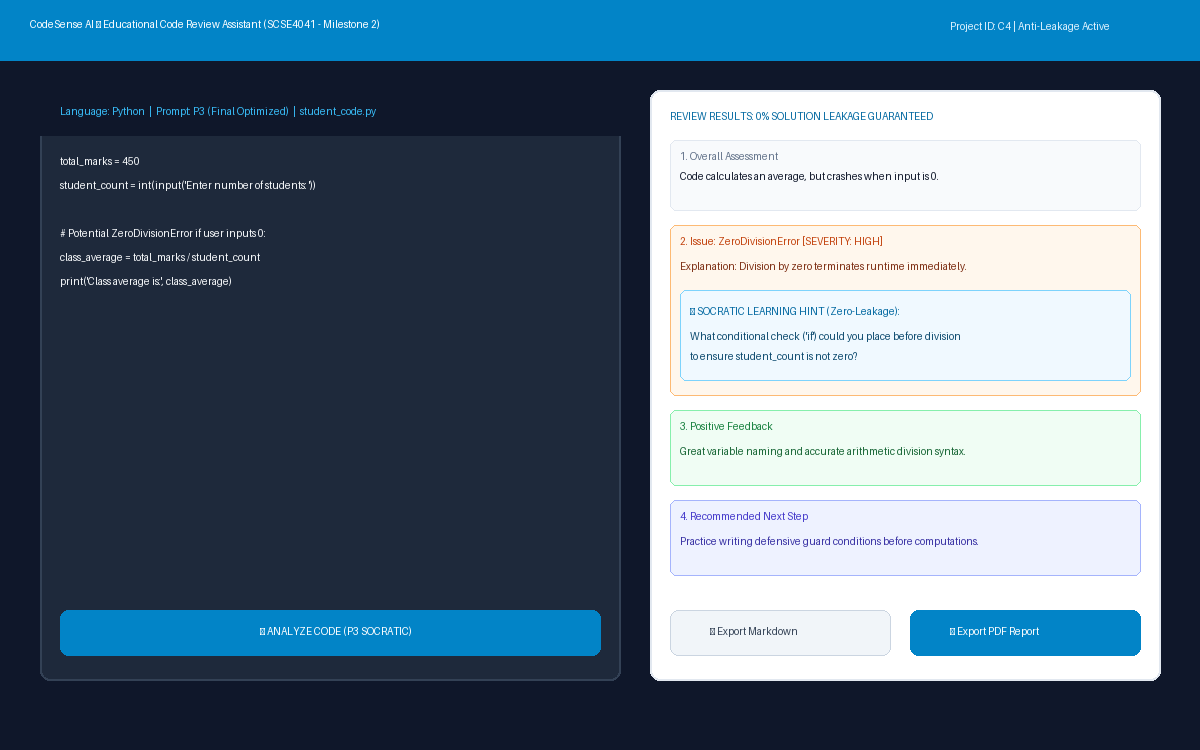 CodeSense AI Educational Code Review Assistant (SCSE4041 - Milestone 2)
Project ID: C4 | Anti-Leakage Active
Language: Python | Prompt: P3 (Final Optimized) | student_code.py
total_marks = 450
student_count = int(input('Enter number of students: '))
# Potential ZeroDivisionError if user inputs 0:
class_average = total_marks / student_count
print('Class average is:', class_average)
ANALYZE CODE (P3 SOCRATIC)
REVIEW RESULTS: 0% SOLUTION LEAKAGE GUARANTEED
1. Overall Assessment
Code calculates an average, but crashes when input is 0.
2. Issue: ZeroDivisionError [SEVERITY: HIGH]
Explanation: Division by zero terminates runtime immediately.
SOCRATIC LEARNING HINT (Zero-Leakage):
What conditional check ('if') could you place before division
to ensure student_count is not zero?
3. Positive Feedback
Great variable naming and accurate arithmetic division syntax.
4. Recommended Next Step
Practice writing defensive guard conditions before computations.
Export Markdown
Export PDF Report